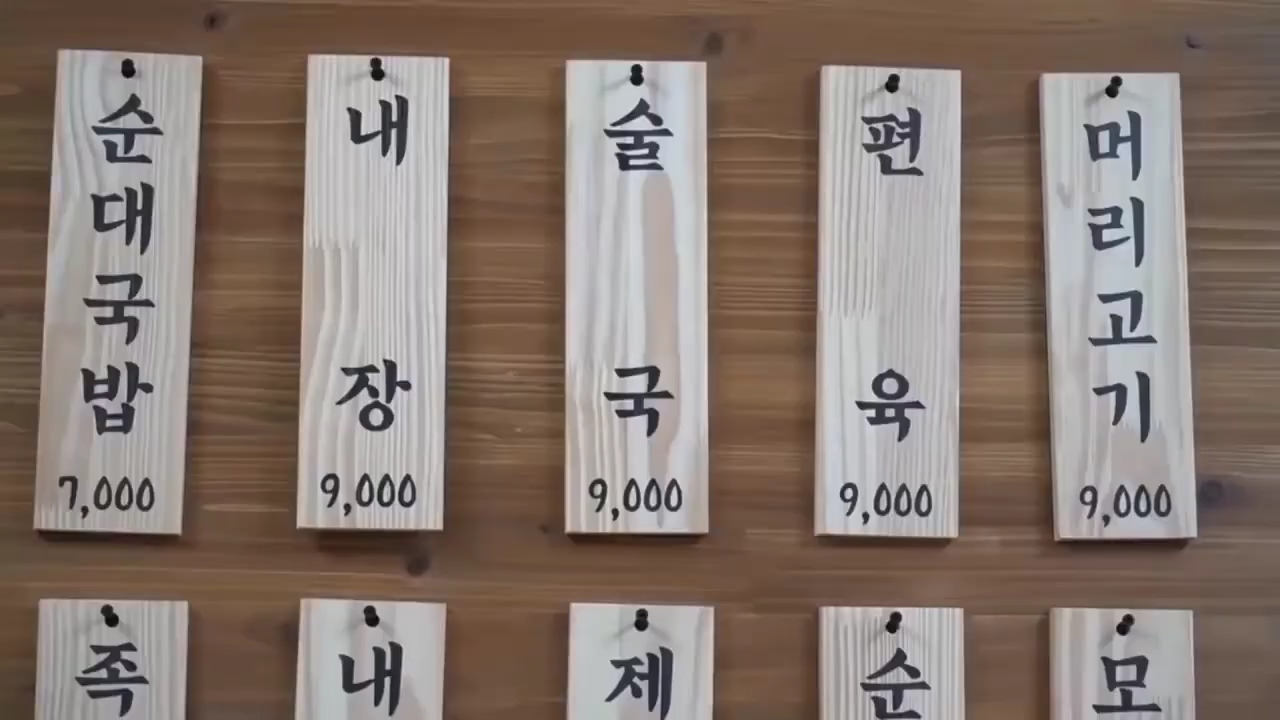 순대국밥
7,000
내장
9,000
술국
9,000
편육
9,000
머리고기
9,000
족
내
제
순
모